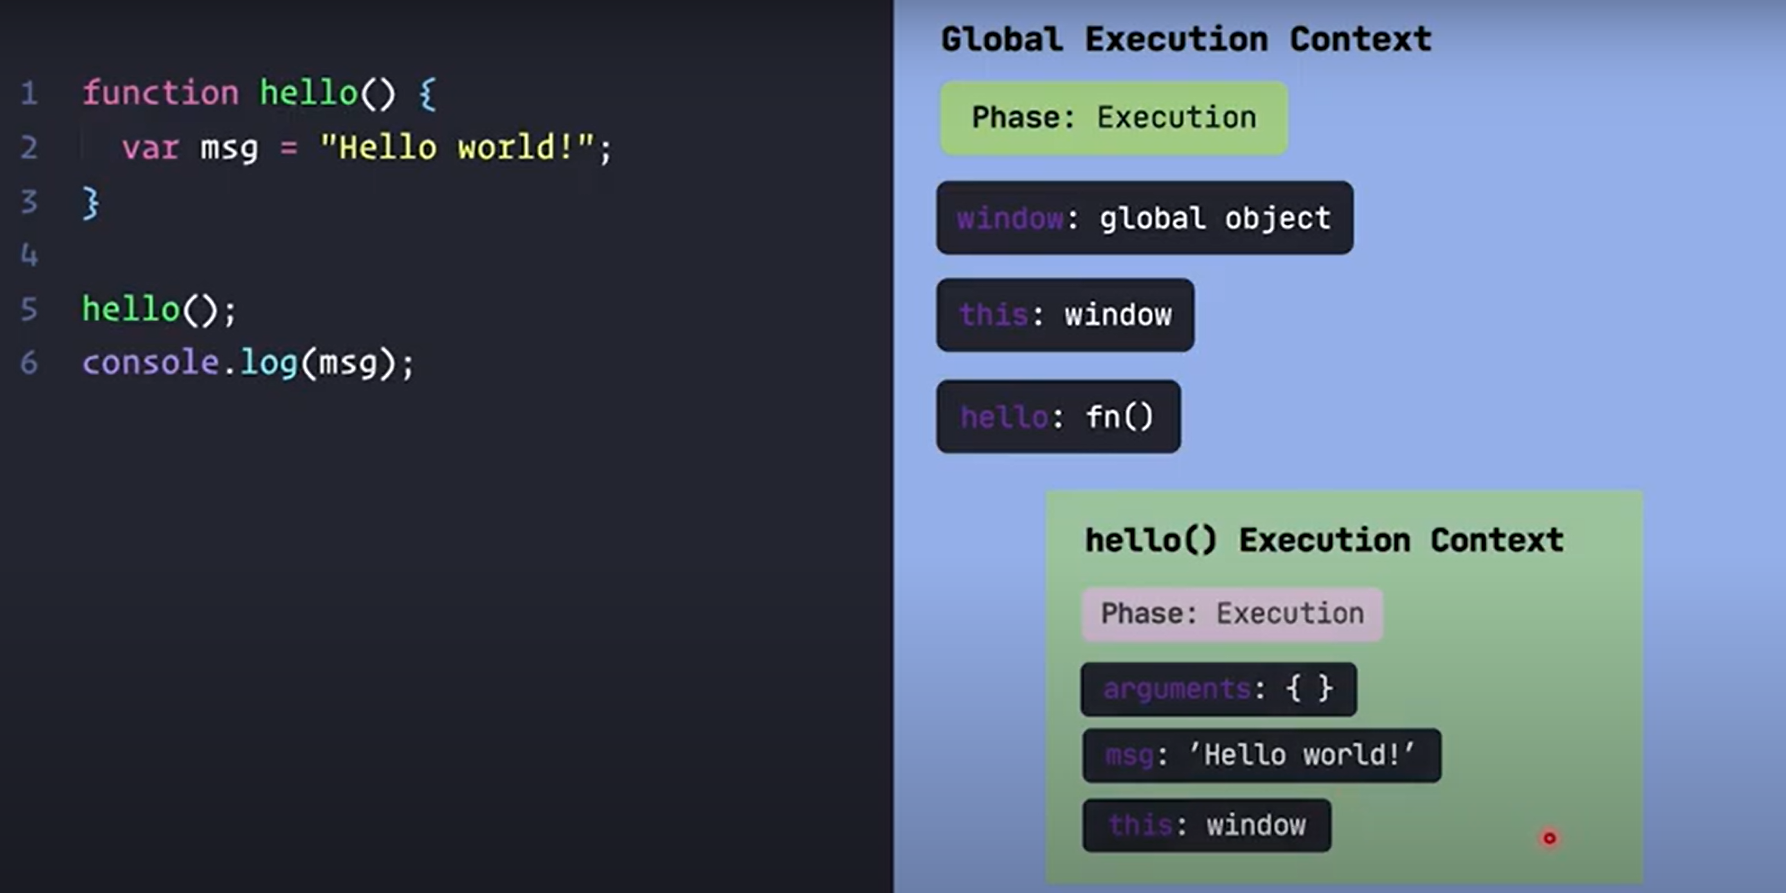 1 function hello() {
2 var msg = "Hello world!";
3 }
4
5 hello();
6 console.log(msg);
Global Execution Context
Phase: Execution
window: global object
this: window
hello: fn()
hello() Execution Context
Phase: Execution
arguments: { }
msg: ’Hello world!’
this: window